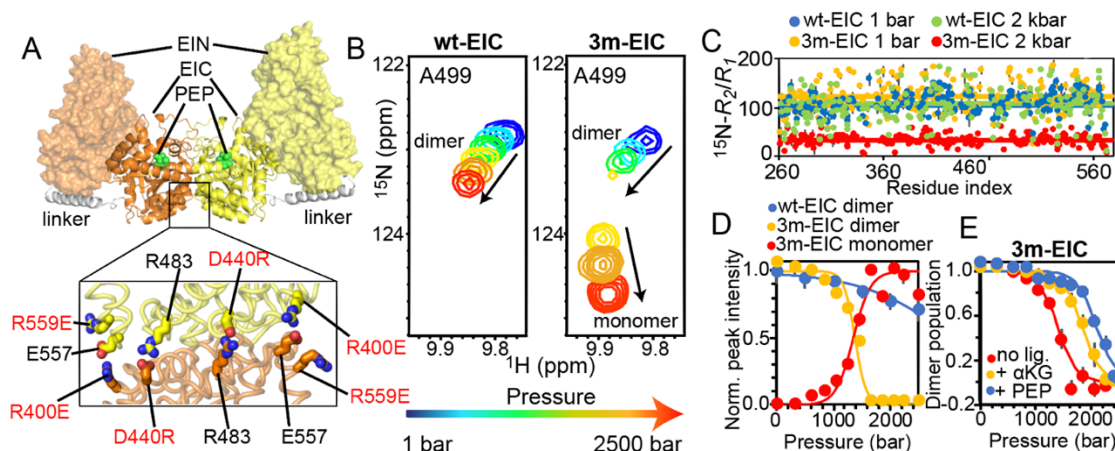 A
EIN
EIC
PEP
linker
linker
R483
D440R
R559E
E557
R400E
R400E
D440R
R483
E557
R559E
B
wt-EIC
3m-EIC
A499
A499
dimer
dimer
monomer
122
124
122
124
¹⁵N (ppm)
9.9
9.8
9.9
9.8
¹H (ppm)
Pressure
1 bar
2500 bar
C
wt-EIC 1 bar
wt-EIC 2 kbar
3m-EIC 1 bar
3m-EIC 2 kbar
¹⁵N-R₂/R₁
200
100
0
260
360
460
560
Residue index
wt-EIC dimer
3m-EIC dimer
3m-EIC monomer
D
Norm. peak intensity
1.0
0.5
0.0
0
1000
2000
Pressure (bar)
E
3m-EIC
Dimer population
1.0
0.6
0.2
-0.2
no lig.
+ αKG
+ PEP
0
1000
2000
Pressure (bar)